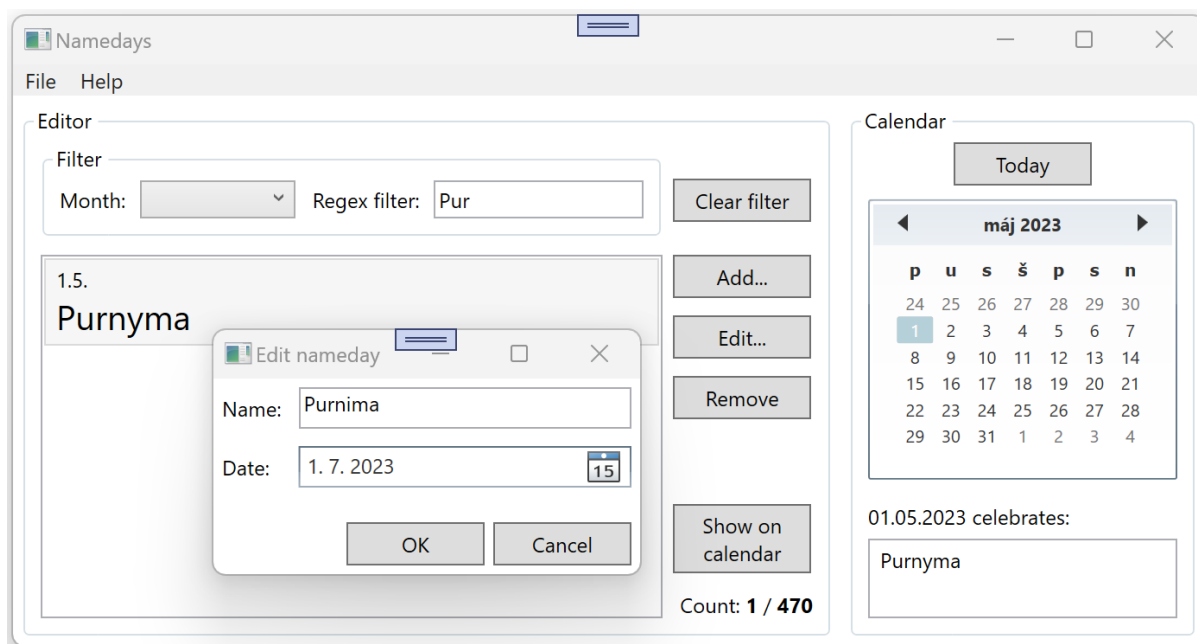 Namedays
File Help
Editor
Filter
Month:
Regex filter: Pur
Clear filter
1.5.
Purnyma
Add...
Edit...
Remove
Show on
calendar
Count: 1 / 470
Edit nameday
Name: Purnima
Date: 1. 7. 2023
15
OK Cancel
Calendar
Today
máj 2023
p u s š p s n
24 25 26 27 28 29 30
1 2 3 4 5 6 7
8 9 10 11 12 13 14
15 16 17 18 19 20 21
22 23 24 25 26 27 28
29 30 31 1 2 3 4
01.05.2023 celebrates:
Purnyma